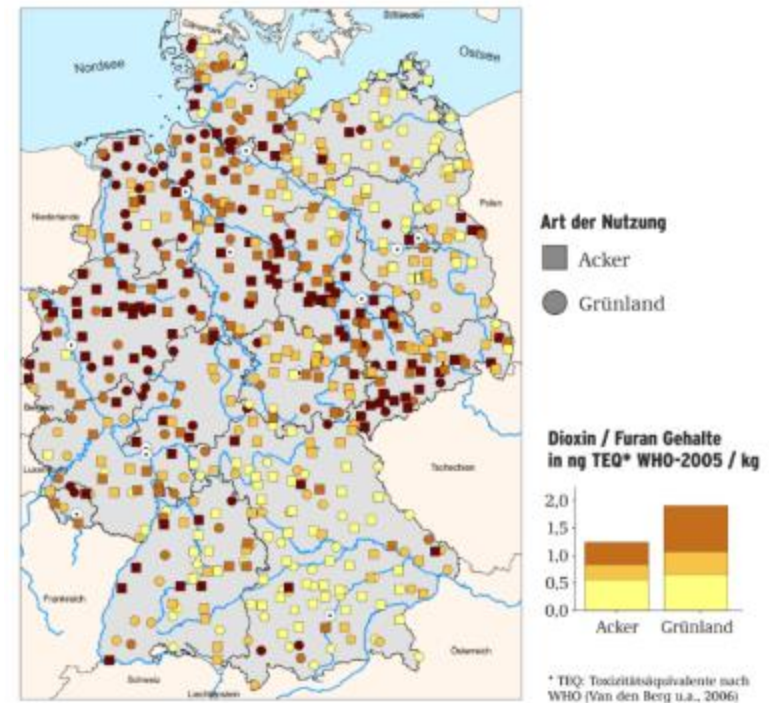 Dänemark
Schweden
Nordsee
Ostsee
Niederlande
Polen
Belgien
Luxemburg
Tschechien
Frankreich
Österreich
Schweiz
Liechtenstein
Art der Nutzung
Acker
Grünland
Dioxin / Furan Gehalte
in ng TEQ* WHO-2005 / kg
2,0
1,5
1,0
0,5
0,0
Acker Grünland
* TEQ: Toxizitätsäquivalente nach
WHO (Van den Berg u.a., 2006)